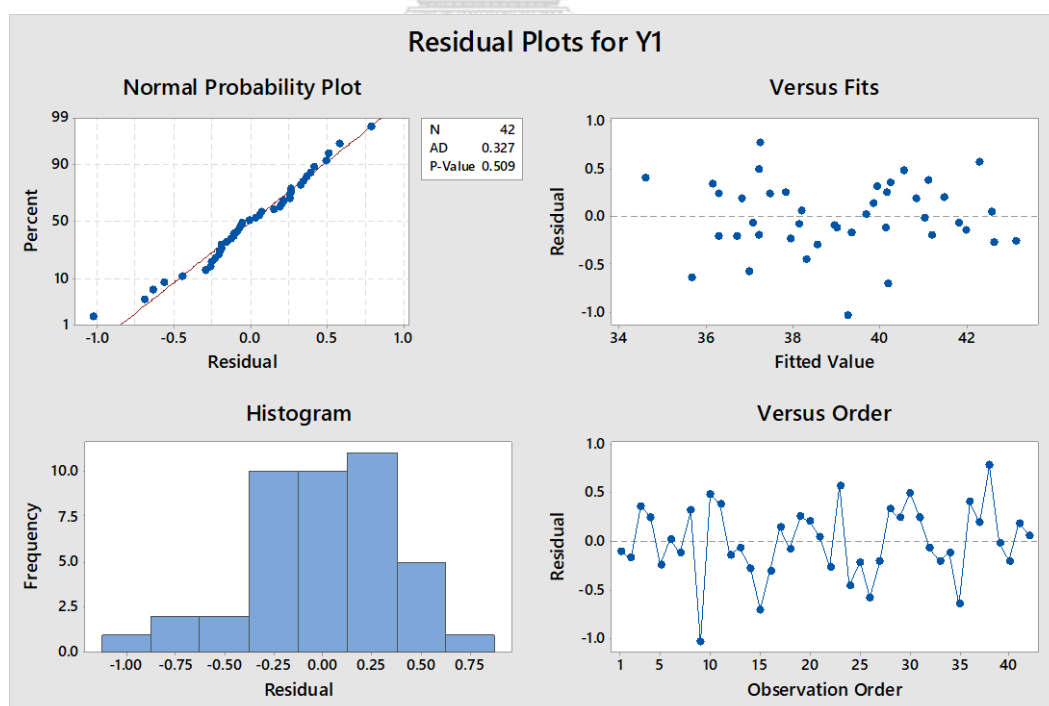 Residual Plots for Y1
Normal Probability Plot
99
90
50
10
1
Percent
-1.0 -0.5 0.0 0.5 1.0
Residual
N 42
AD 0.327
P-Value 0.509
Versus Fits
1.0
0.5
0.0
-0.5
-1.0
Residual
34 36 38 40 42
Fitted Value
Histogram
10.0
7.5
5.0
2.5
0.0
Frequency
-1.00 -0.75 -0.50 -0.25 0.00 0.25 0.50 0.75
Residual
Versus Order
1.0
0.5
0.0
-0.5
-1.0
Residual
1 5 10 15 20 25 30 35 40
Observation Order